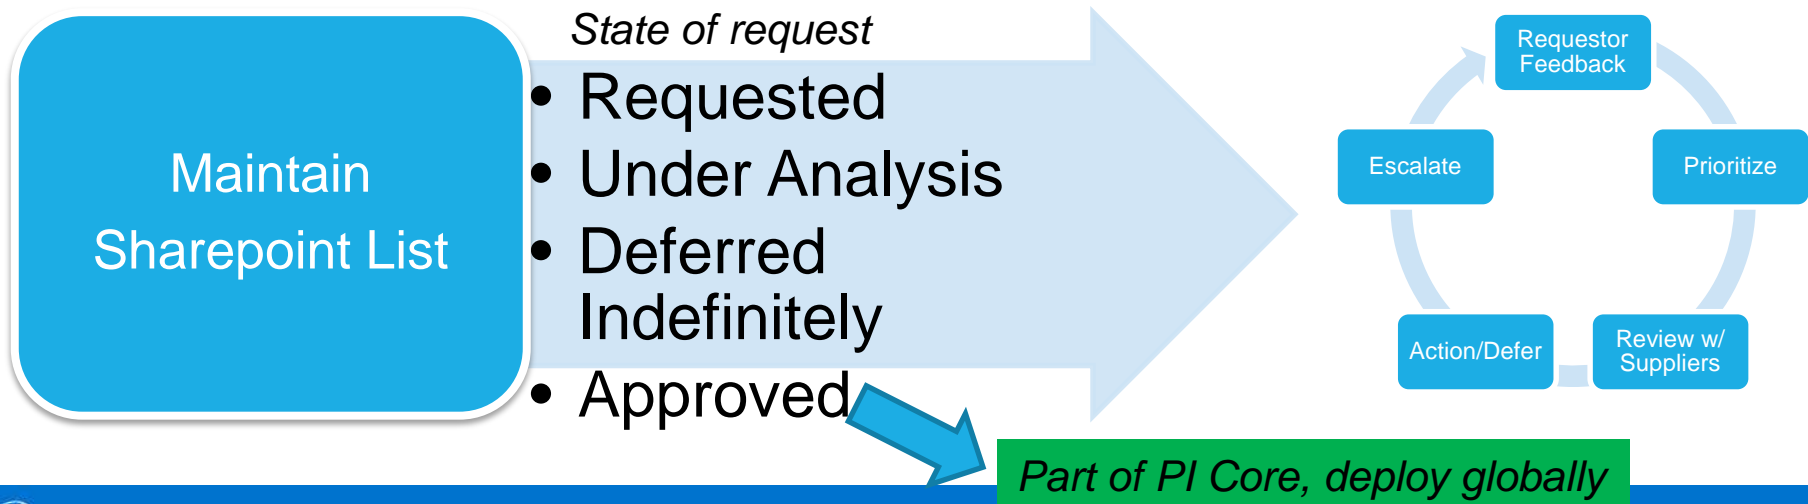 Maintain
Sharepoint List
State of request
• Requested
• Under Analysis
• Deferred
Indefinitely
• Approved
Part of PI Core, deploy globally
Requestor
Feedback
Prioritize
Review w/
Suppliers
Action/Defer
Escalate